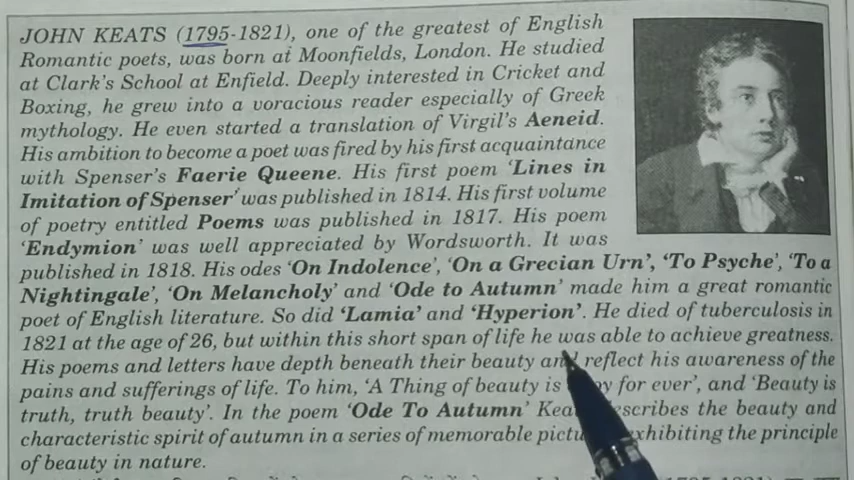 JOHN KEATS (1795-1821), one of the greatest of English
Romantic poets, was born at Moonfields, London. He studied
at Clark's School at Enfield. Deeply interested in Cricket and
Boxing, he grew into a voracious reader especially of Greek
mythology. He even started a translation of Virgil's Aeneid.
His ambition to become a poet was fired by his first acquaintance
with Spenser's Faerie Queene. His first poem 'Lines in
Imitation of Spenser' was published in 1814. His first volume
of poetry entitled Poems was published in 1817. His poem
'Endymion' was well appreciated by Wordsworth. It was
published in 1818. His odes 'On Indolence', 'On a Grecian Urn', 'To Psyche', 'To a
Nightingale', 'On Melancholy' and 'Ode to Autumn' made him a great romantic
poet of English literature. So did 'Lamia' and 'Hyperion'. He died of tuberculosis in
1821 at the age of 26, but within this short span of life he was able to achieve greatness.
His poems and letters have depth beneath their beauty and reflect his awareness of the
pains and sufferings of life. To him, 'A Thing of beauty is for ever', and 'Beauty is
truth, truth beauty'. In the poem 'Ode To Autumn' the beauty and
characteristic spirit of autumn in a series of memorable exhibiting the principle
of beauty in nature.